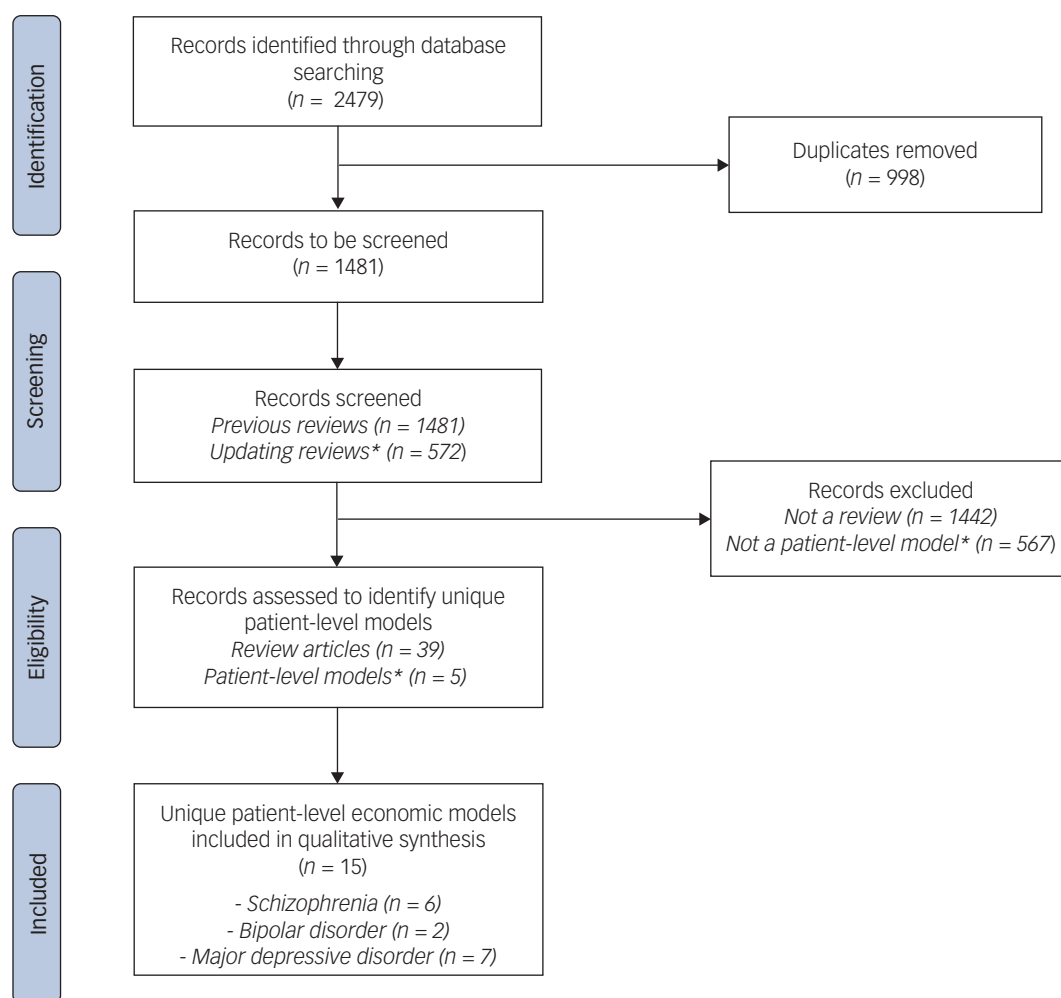 Identification
Records identified through database
searching
(n = 2479)
Duplicates removed
(n = 998)
Records to be screened
(n = 1481)
Screening
Records screened
Previous reviews (n = 1481)
Updating reviews* (n = 572)
Records excluded
Not a review (n = 1442)
Not a patient-level model* (n = 567)
Eligibility
Records assessed to identify unique
patient-level models
Review articles (n = 39)
Patient-level models* (n = 5)
Included
Unique patient-level economic models
included in qualitative synthesis
(n = 15)
- Schizophrenia (n = 6)
- Bipolar disorder (n = 2)
- Major depressive disorder (n = 7)